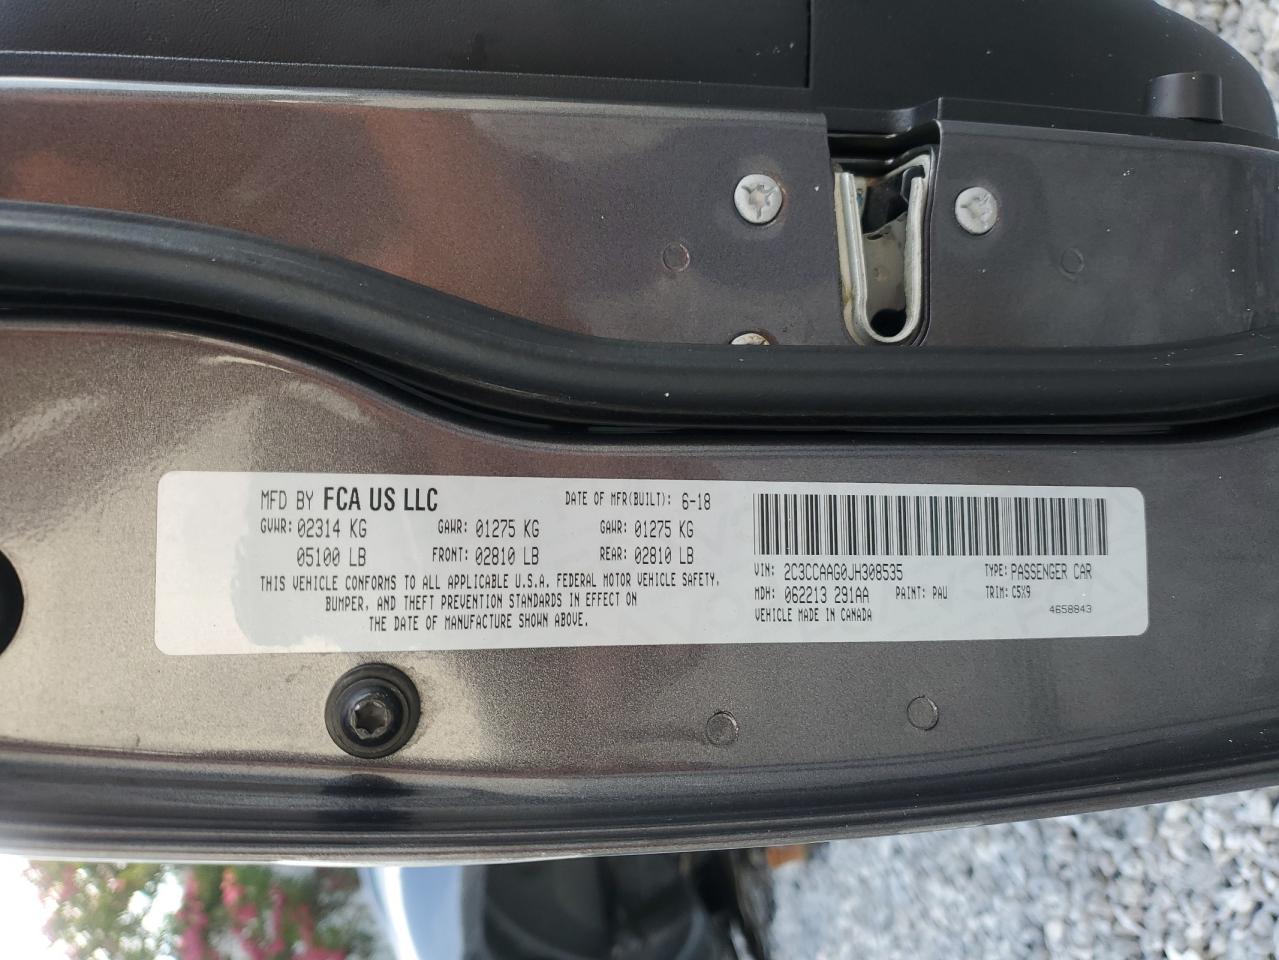 MFD BY FCA US LLC DATE OF MFR(BUILT): 6-18
GVWR: 02314 KG GAWR: 01275 KG GAWR: 01275 KG
05100 LB FRONT: 02810 LB REAR: 02810 LB
THIS VEHICLE CONFORMS TO ALL APPLICABLE U.S.A. FEDERAL MOTOR VEHICLE SAFETY,
BUMPER, AND THEFT PREVENTION STANDARDS IN EFFECT ON
THE DATE OF MANUFACTURE SHOWN ABOVE.
VIN: 2C3CCAAG0JH308535 TYPE: PASSENGER CAR
MDH: 062213 291AA PAINT: PAU TRIM: C5X9
VEHICLE MADE IN CANADA 4658843